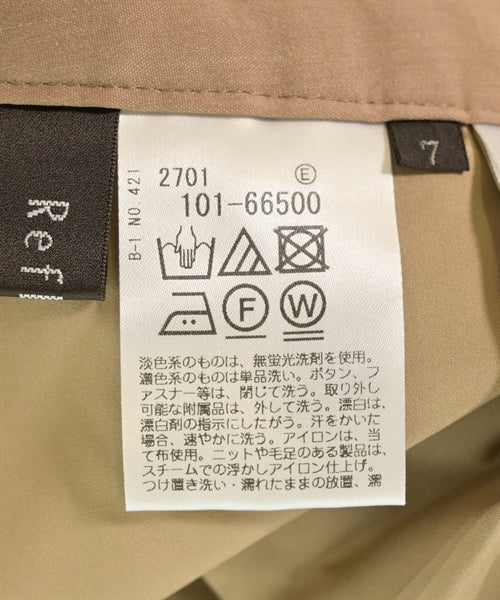 Ref
7
B-1 NO 421
2701 E
101-66500
F W
淡色系のものは、無蛍光洗剤を使用。
濃色系のものは単品洗い。ボタン、フ
ァスナー等は、閉じて洗う。取り外し
可能な附属品は、外して洗う。漂白は、
漂白剤の指示にしたがう。汗をかいた
場合、速やかに洗う。アイロンは、当
て布使用。ニットや毛足のある製品は、
スチームでの浮かしアイロン仕上げ。
つけ置き洗い・濡れたままの放置、濡